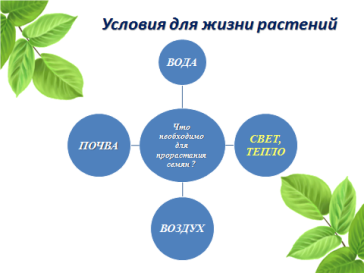 Условия для жизни растений
ВОДА
ПОЧВА
Что
необходимо
для
прорастания
семян?
СВЕТ,
ТЕПЛО
ВОЗДУХ